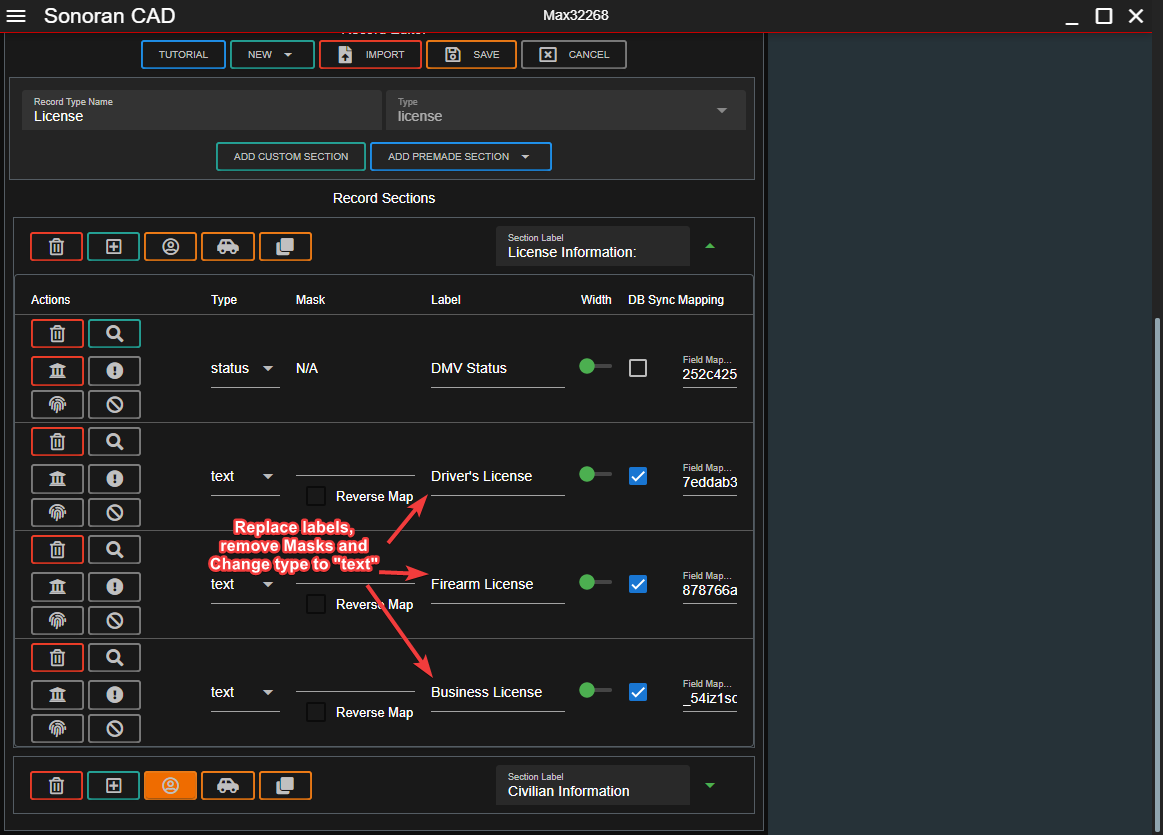 Sonoran CAD
Max32268
TUTORIAL
NEW
IMPORT
SAVE
CANCEL
Record Type Name
License
Type
license
ADD CUSTOM SECTION
ADD PREMADE SECTION
Record Sections
Section Label
License Information:
Actions
Type
Mask
Label
Width
DB Sync Mapping
status
N/A
DMV Status
Field Map...
252c425
text
Reverse Map
Driver's License
Field Map...
7eddab3
Replace labels,
remove Masks and
Change type to "text"
text
Reverse Map
Firearm License
Field Map...
878766a
text
Reverse Map
Business License
Field Map...
_54iz1sc
Section Label
Civilian Information